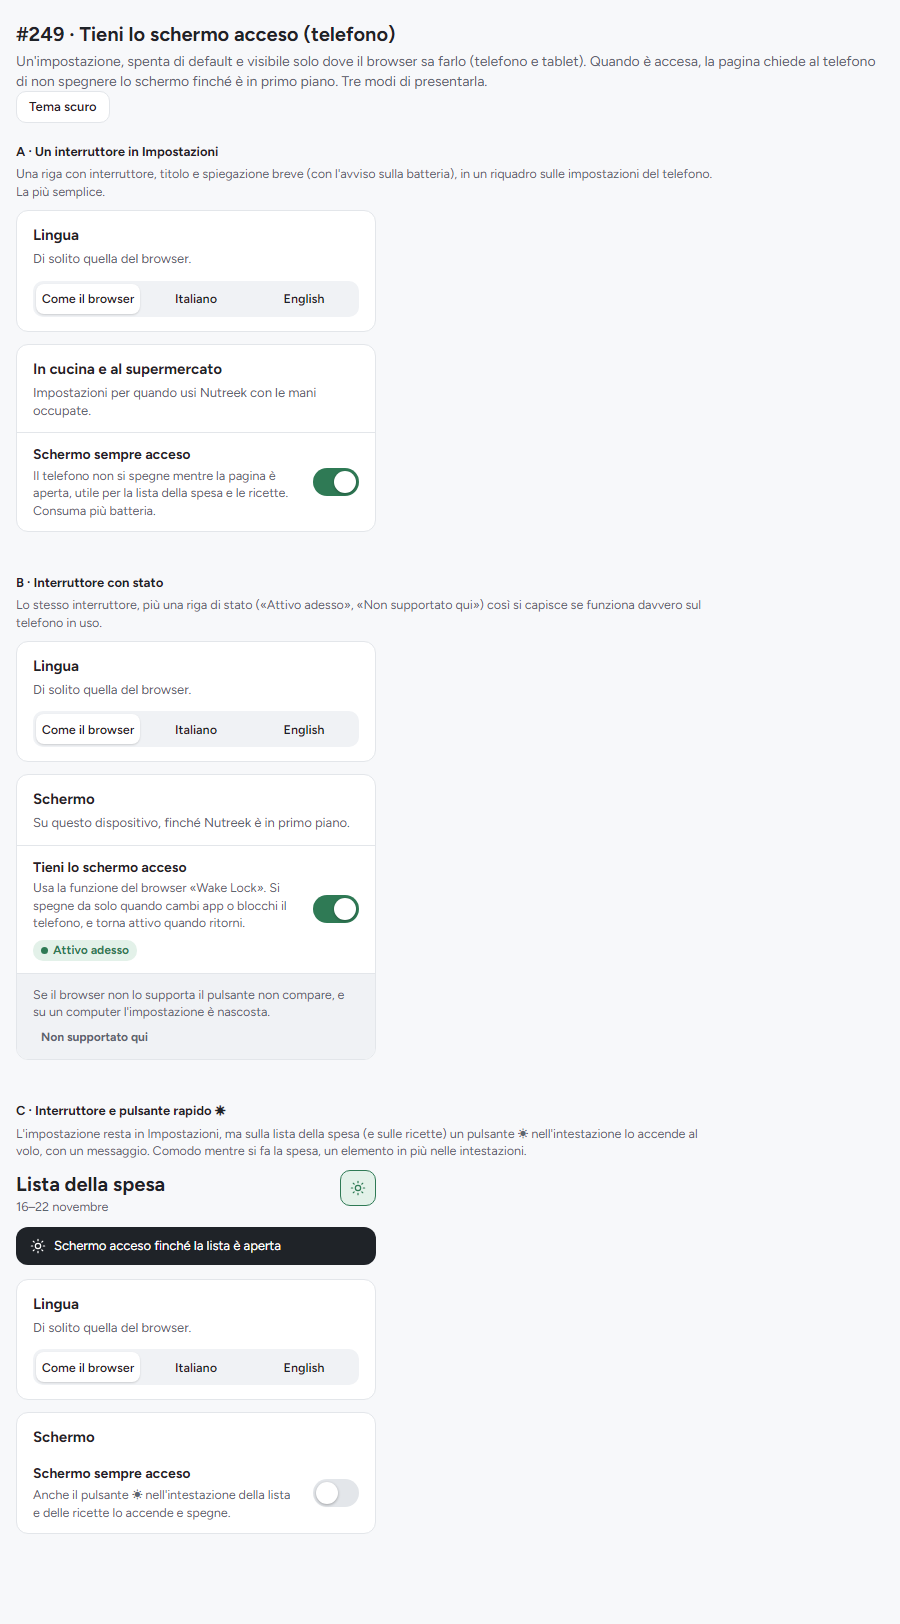 #249 · Tieni lo schermo acceso (telefono)
Un'impostazione, spenta di default e visibile solo dove il browser sa farlo (telefono e tablet). Quando è accesa, la pagina chiede al telefono
di non spegnere lo schermo finché è in primo piano. Tre modi di presentarla.
Tema scuro
A · Un interruttore in Impostazioni
Una riga con interruttore, titolo e spiegazione breve (con l'avviso sulla batteria), in un riquadro sulle impostazioni del telefono.
La più semplice.
Lingua
Di solito quella del browser.
Come il browser Italiano English
In cucina e al supermercato
Impostazioni per quando usi Nutreek con le mani
occupate.
Schermo sempre acceso
Il telefono non si spegne mentre la pagina è
aperta, utile per la lista della spesa e le ricette.
Consuma più batteria.
B · Interruttore con stato
Lo stesso interruttore, più una riga di stato («Attivo adesso», «Non supportato qui») così si capisce se funziona davvero sul
telefono in uso.
Lingua
Di solito quella del browser.
Come il browser Italiano English
Schermo
Su questo dispositivo, finché Nutreek è in primo piano.
Tieni lo schermo acceso
Usa la funzione del browser «Wake Lock». Si
spegne da solo quando cambi app o blocchi il
telefono, e torna attivo quando ritorni.
Attivo adesso
Se il browser non lo supporta il pulsante non compare, e
su un computer l'impostazione è nascosta.
Non supportato qui
C · Interruttore e pulsante rapido ☀
L'impostazione resta in Impostazioni, ma sulla lista della spesa (e sulle ricette) un pulsante ☀ nell'intestazione lo accende al
volo, con un messaggio. Comodo mentre si fa la spesa, un elemento in più nelle intestazioni.
Lista della spesa
16–22 novembre
Schermo acceso finché la lista è aperta
Lingua
Di solito quella del browser.
Come il browser Italiano English
Schermo
Schermo sempre acceso
Anche il pulsante ☀ nell'intestazione della lista
e delle ricette lo accende e spegne.